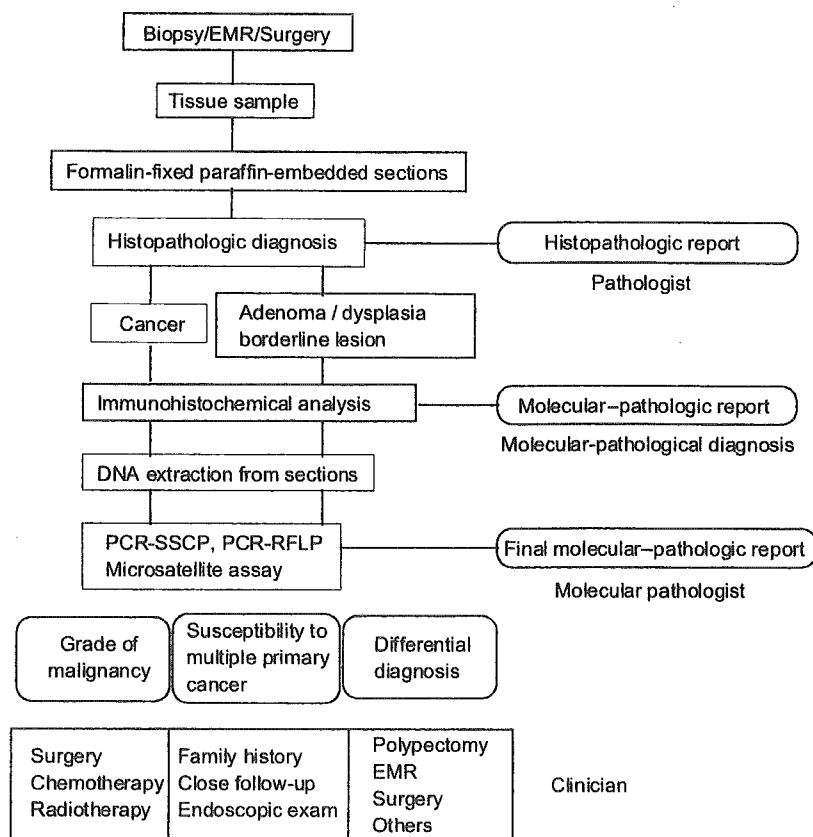 Biopsy/EMR/Surgery
Tissue sample
Formalin-fixed paraffin-embedded sections
Histopathologic diagnosis
Histopathologic report
Pathologist
Cancer
Adenoma / dysplasia
borderline lesion
Immunohistochemical analysis
Molecular–pathologic report
Molecular-pathological diagnosis
DNA extraction from sections
PCR-SSCP, PCR-RFLP
Microsatellite assay
Final molecular–pathologic report
Molecular pathologist
Grade of
malignancy
Susceptibility to
multiple primary
cancer
Differential
diagnosis
Surgery
Chemotherapy
Radiotherapy
Family history
Close follow-up
Endoscopic exam
Polypectomy
EMR
Surgery
Others
Clinician